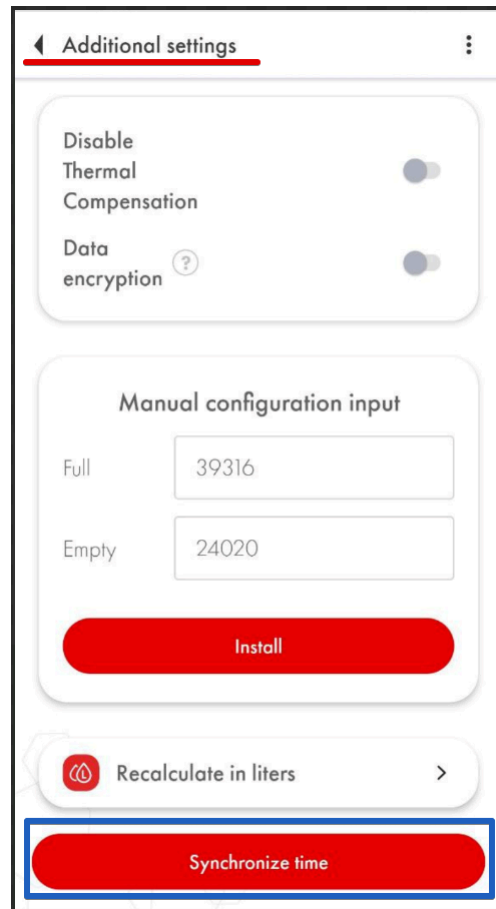 Additional settings
Disable
Thermal
Compensation
Data
encryption ?
Manual configuration input
Full 39316
Empty 24020
Install
Recalculate in liters
Synchronize time